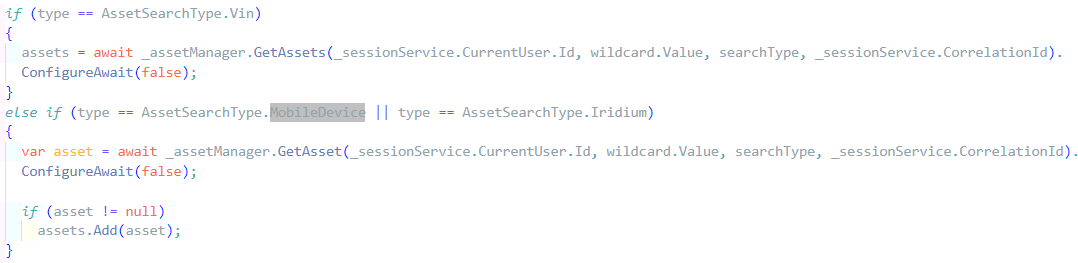 if (type == AssetSearchType.Vin)
{
assets = await _assetManager.GetAssets(_sessionService.CurrentUser.Id, wildcard.Value, searchType, _sessionService.CorrelationId).
ConfigureAwait(false);
}
else if (type == AssetSearchType.MobileDevice || type == AssetSearchType.Iridium)
{
var asset = await _assetManager.GetAsset(_sessionService.CurrentUser.Id, wildcard.Value, searchType, _sessionService.CorrelationId).
ConfigureAwait(false);
if (asset != null)
assets.Add(asset);
}